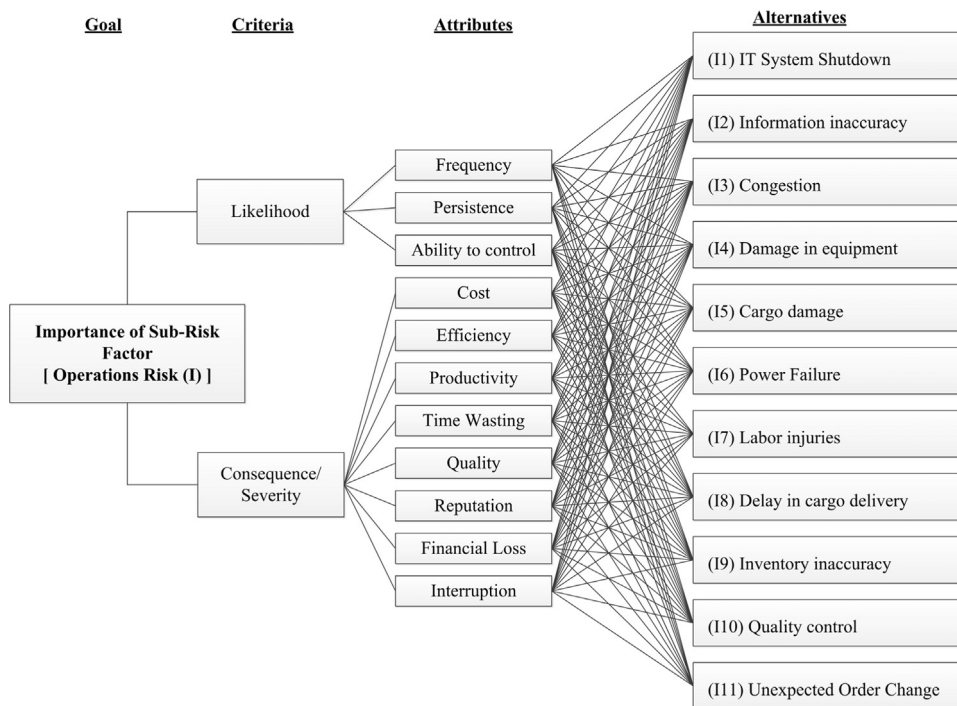 Goal
Criteria
Attributes
Alternatives
Importance of Sub-Risk
Factor
[ Operations Risk (I) ]
Likelihood
Consequence/
Severity
Frequency
Persistence
Ability to control
Cost
Efficiency
Productivity
Time Wasting
Quality
Reputation
Financial Loss
Interruption
(I1) IT System Shutdown
(I2) Information inaccuracy
(I3) Congestion
(I4) Damage in equipment
(I5) Cargo damage
(I6) Power Failure
(I7) Labor injuries
(I8) Delay in cargo delivery
(I9) Inventory inaccuracy
(I10) Quality control
(I11) Unexpected Order Change